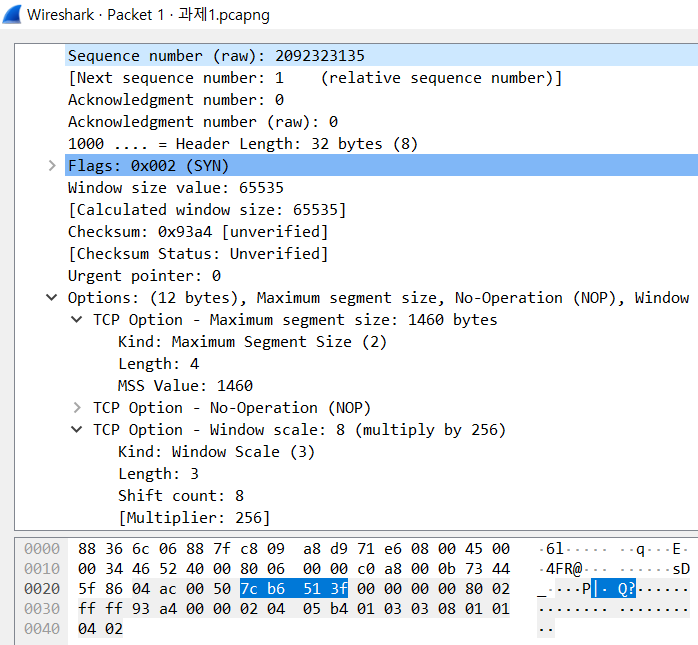 Wireshark · Packet 1 · 과제1.pcapng
Sequence number (raw): 2092323135
[Next sequence number: 1    (relative sequence number)]
Acknowledgment number: 0
Acknowledgment number (raw): 0
1000 .... = Header Length: 32 bytes (8)
Flags: 0x002 (SYN)
Window size value: 65535
[Calculated window size: 65535]
Checksum: 0x93a4 [unverified]
[Checksum Status: Unverified]
Urgent pointer: 0
Options: (12 bytes), Maximum segment size, No-Operation (NOP), Window
TCP Option - Maximum segment size: 1460 bytes
Kind: Maximum Segment Size (2)
Length: 4
MSS Value: 1460
TCP Option - No-Operation (NOP)
TCP Option - Window scale: 8 (multiply by 256)
Kind: Window Scale (3)
Length: 3
Shift count: 8
[Multiplier: 256]
0000 88 36 6c 06 88 7f c8 09 a8 d9 71 e6 08 00 45 00 ·6l····· ··q···E·
0010 00 34 46 52 40 00 80 06 00 00 c0 a8 00 0b 73 44 ·4FR@··· ······sD
0020 5f 86 04 ac 00 50 7c b6 51 3f 00 00 00 00 80 02 _····P|· Q?······
0030 ff ff 93 a4 00 00 02 04 05 b4 01 03 03 08 01 01 ········ ········
0040 04 02 ··